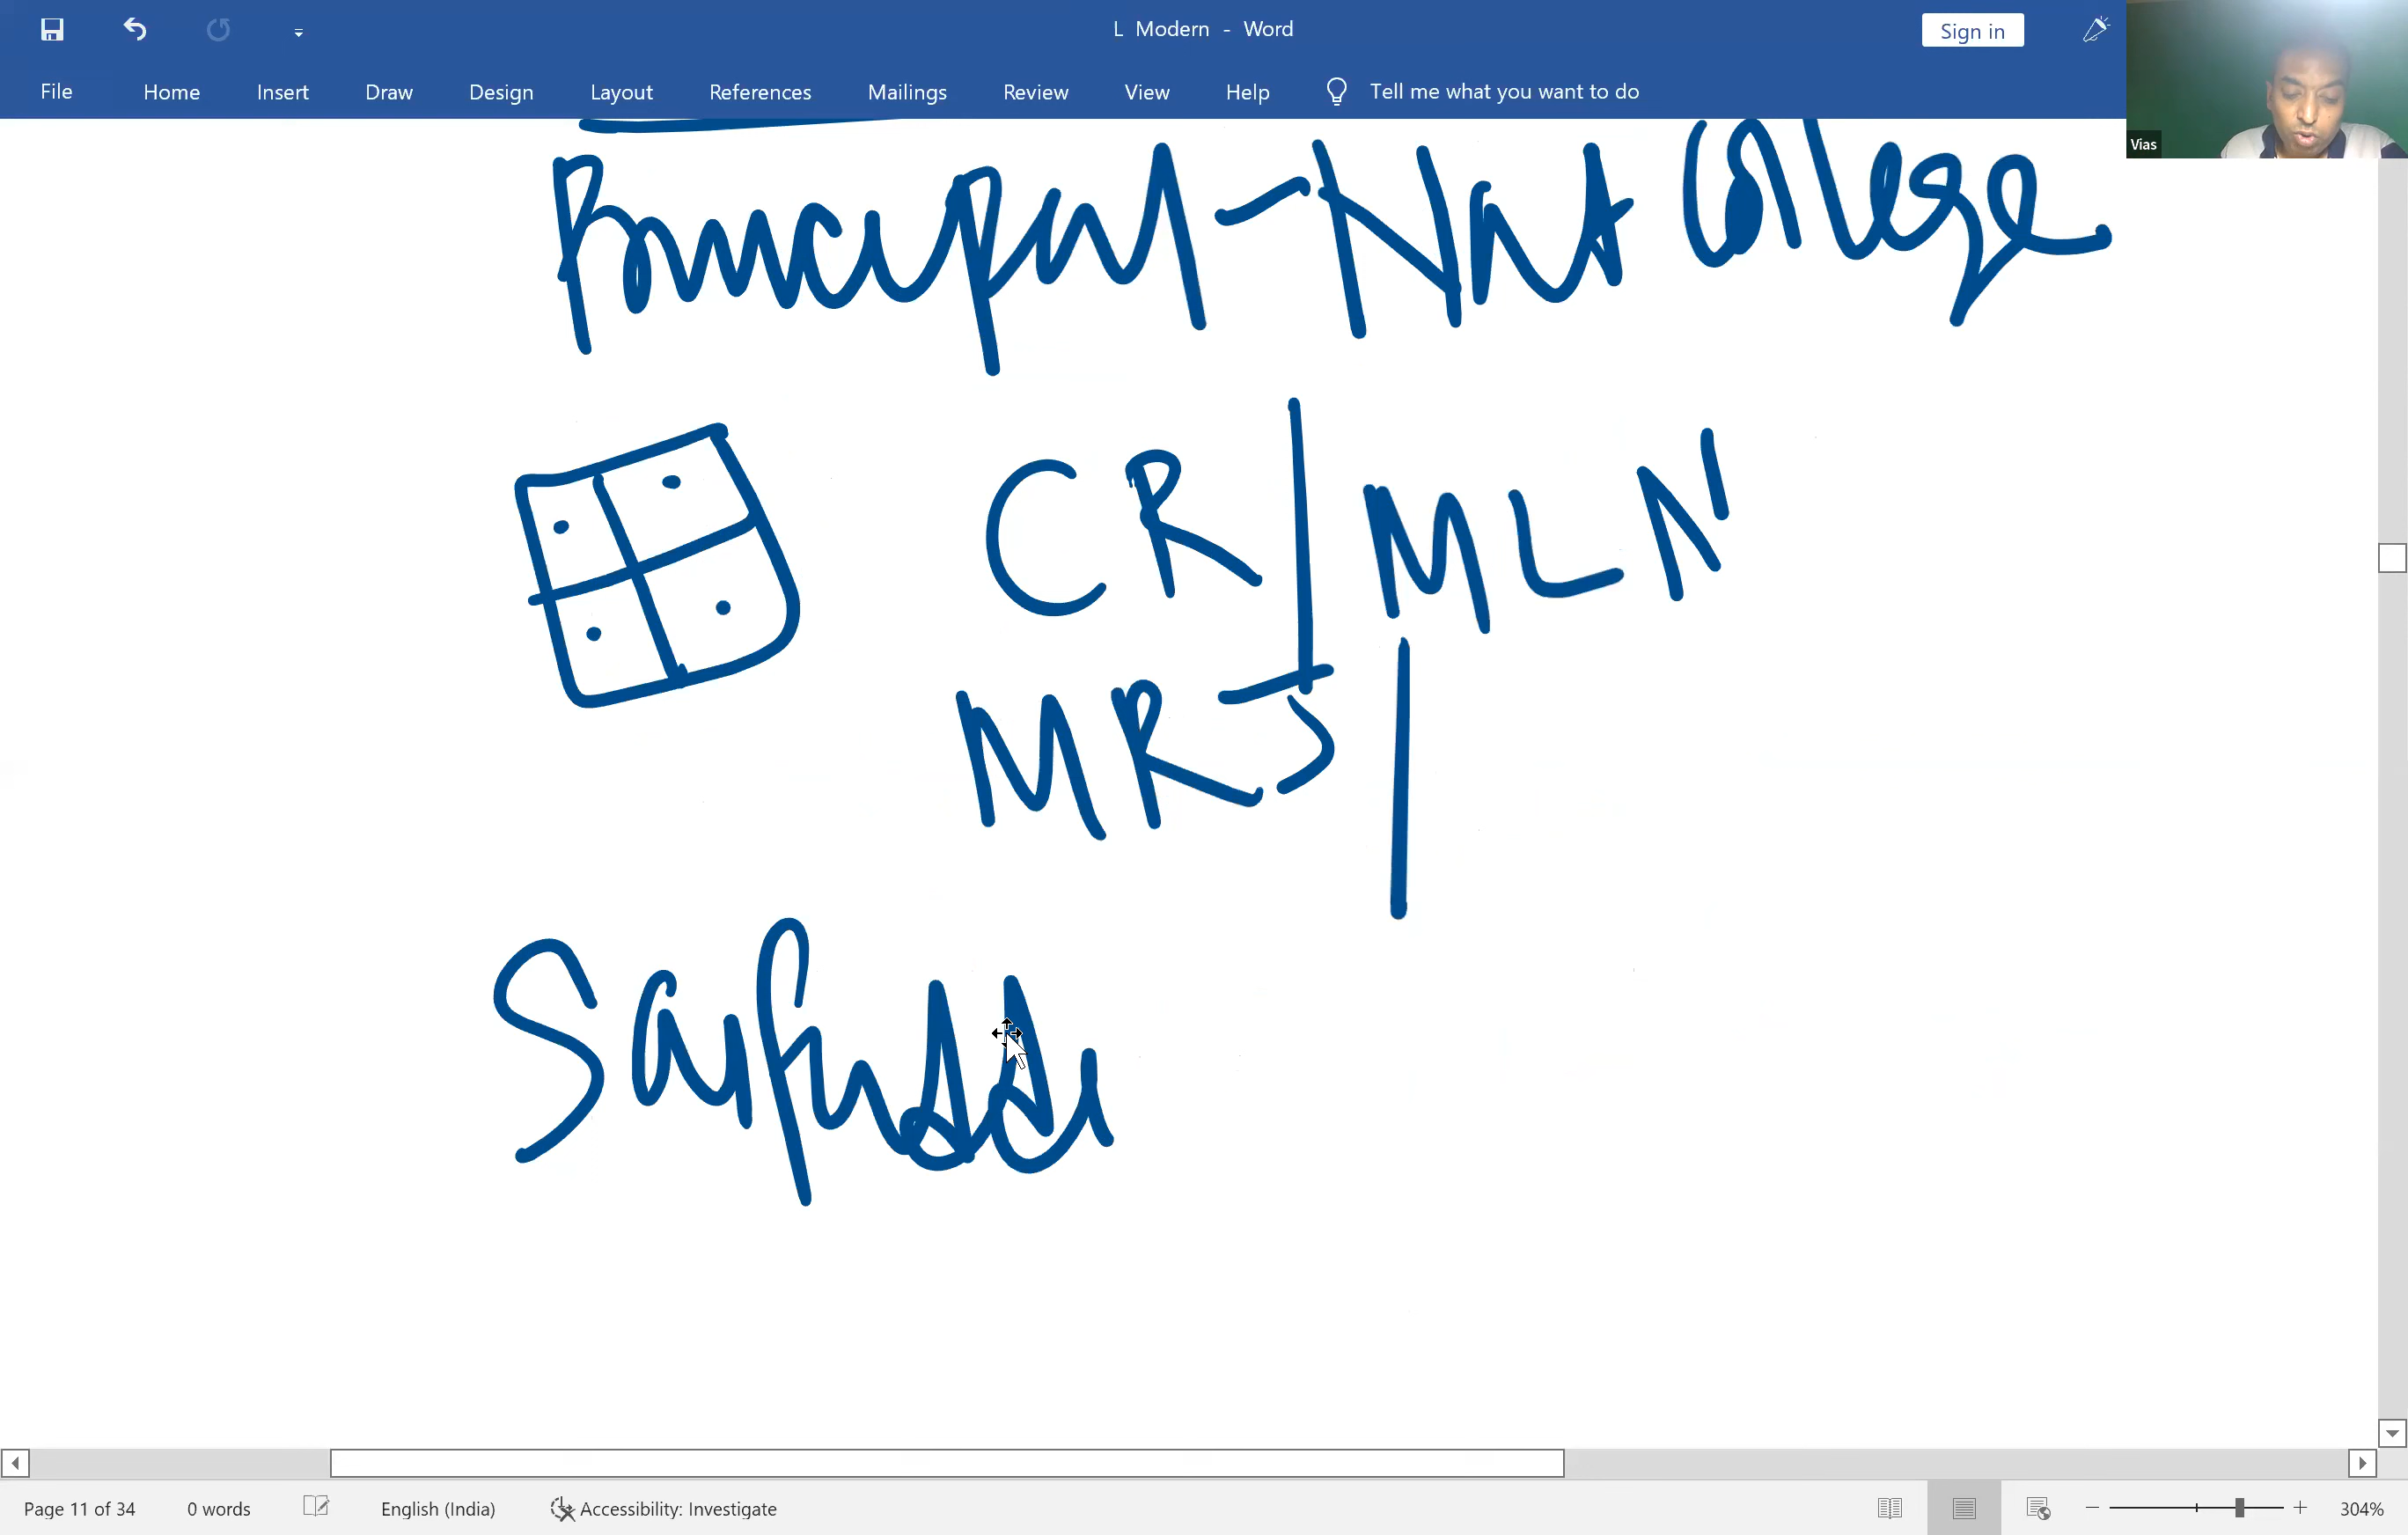 L Modern - Word
Sign in
File Home Insert Draw Design Layout References Mailings Review View Help Tell me what you want to do
Vias
Principal - Nat College
CR MLN
MRJ
Saifuddi
Page 11 of 34 0 words English (India) Accessibility: Investigate 304%